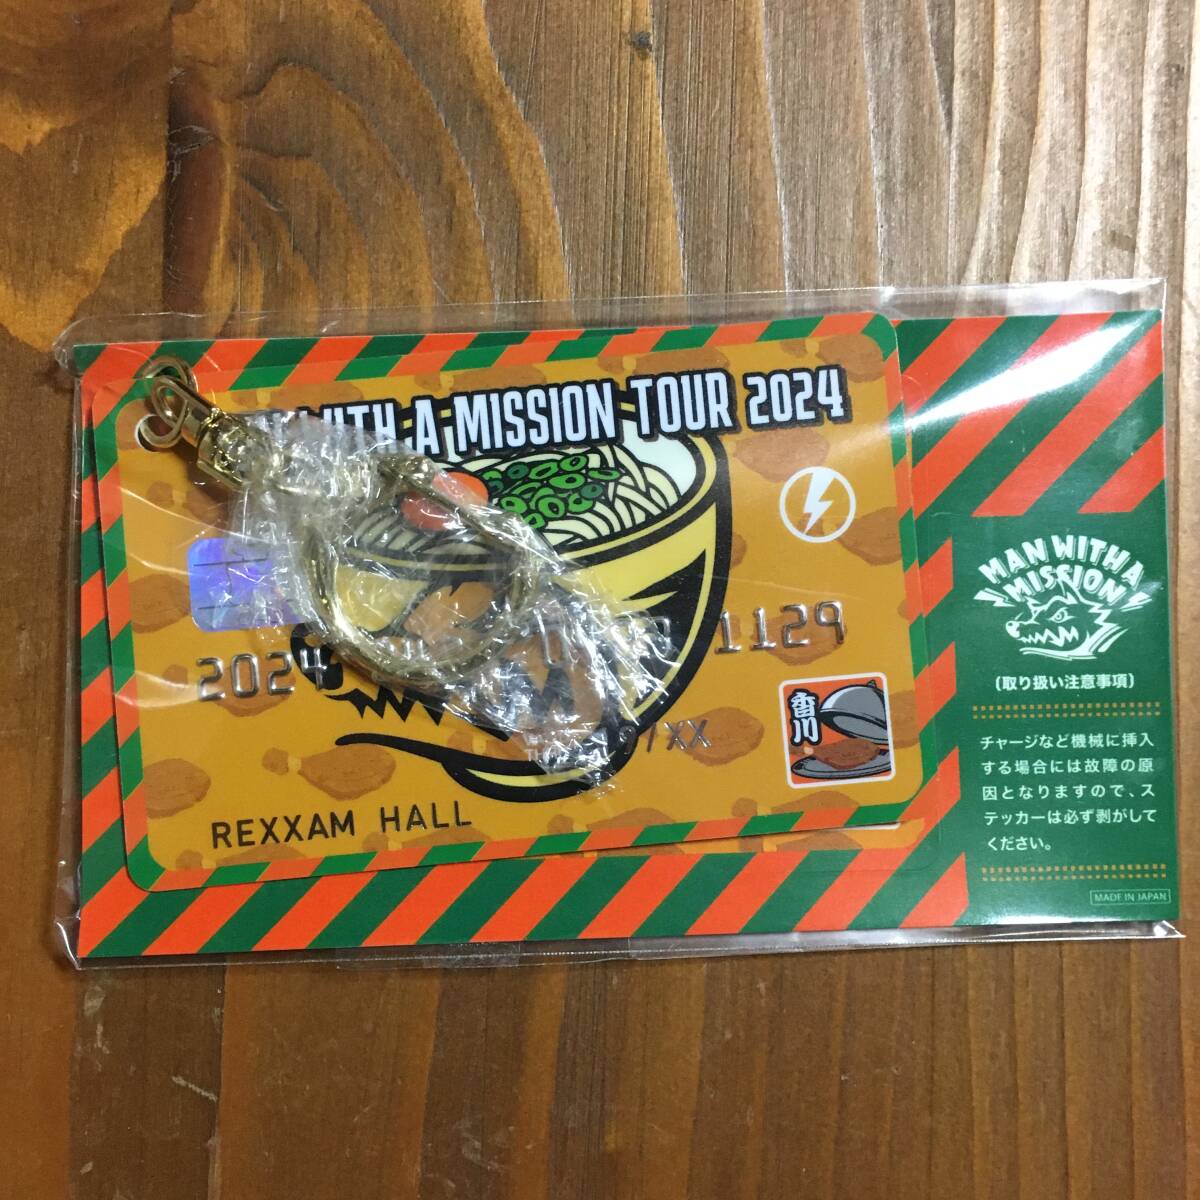 WITH A MISSION TOUR 2024
2024
1129
/XX
REXXAM HALL
香川
MAN WITH A
MISSION
(取り扱い注意事項)
チャージなど機械に挿入
する場合には故障の原
因となりますので、ス
テッカーは必ず剥がして
ください。
MADE IN JAPAN